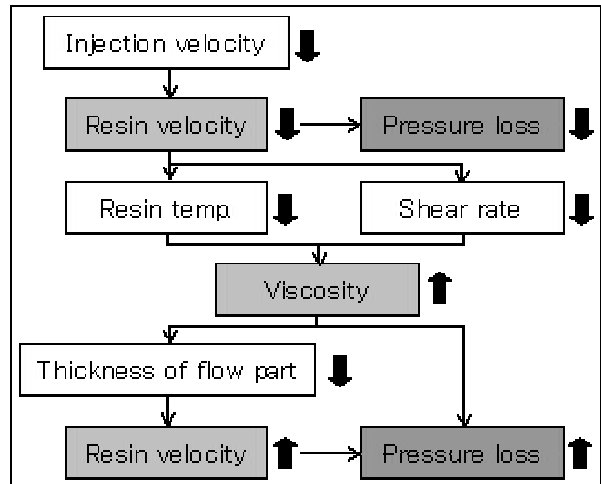 Injection velocity
Resin velocity
Pressure loss
Resin temp.
Shear rate
Viscosity
Thickness of flow part
Resin velocity
Pressure loss